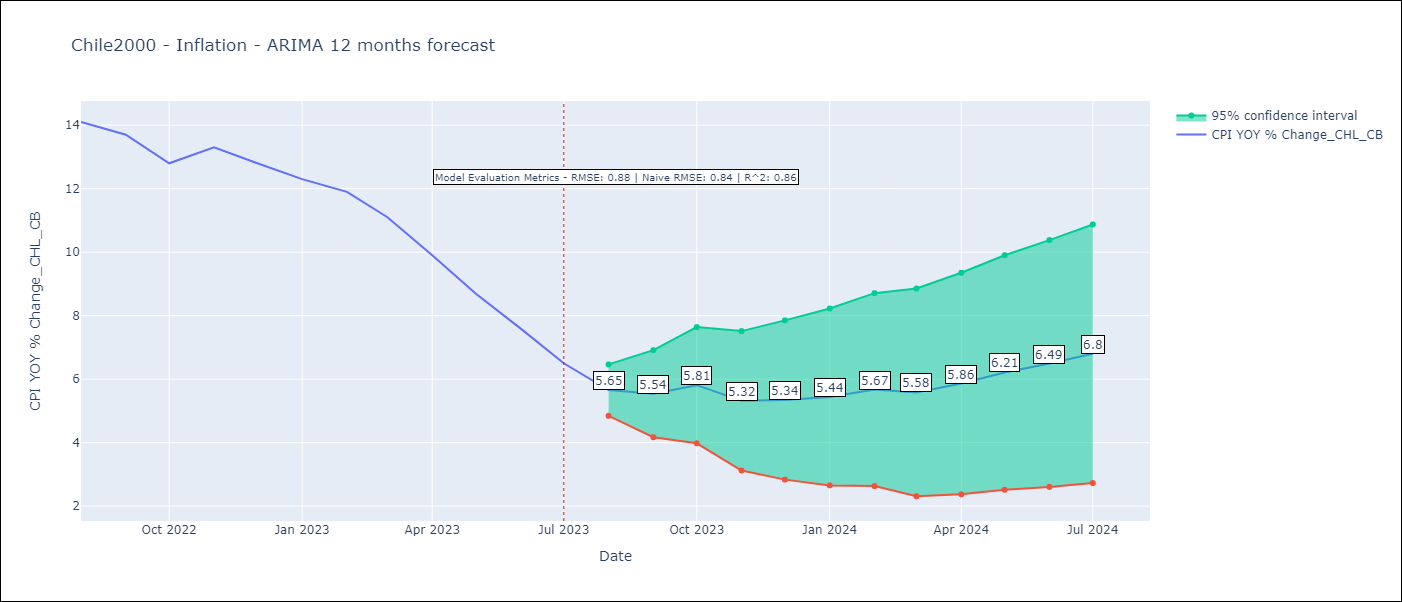 Chile2000 - Inflation - ARIMA 12 months forecast
95% confidence interval
CPI YOY % Change_CHL_CB
Model Evaluation Metrics - RMSE: 0.88 | Naive RMSE: 0.84 | R^2: 0.86
CPI YOY % Change_CHL_CB
14
12
10
8
6
4
2
5.65
5.54
5.81
5.32
5.34
5.44
5.67
5.58
5.86
6.21
6.49
6.8
Oct 2022
Jan 2023
Apr 2023
Jul 2023
Oct 2023
Jan 2024
Apr 2024
Jul 2024
Date